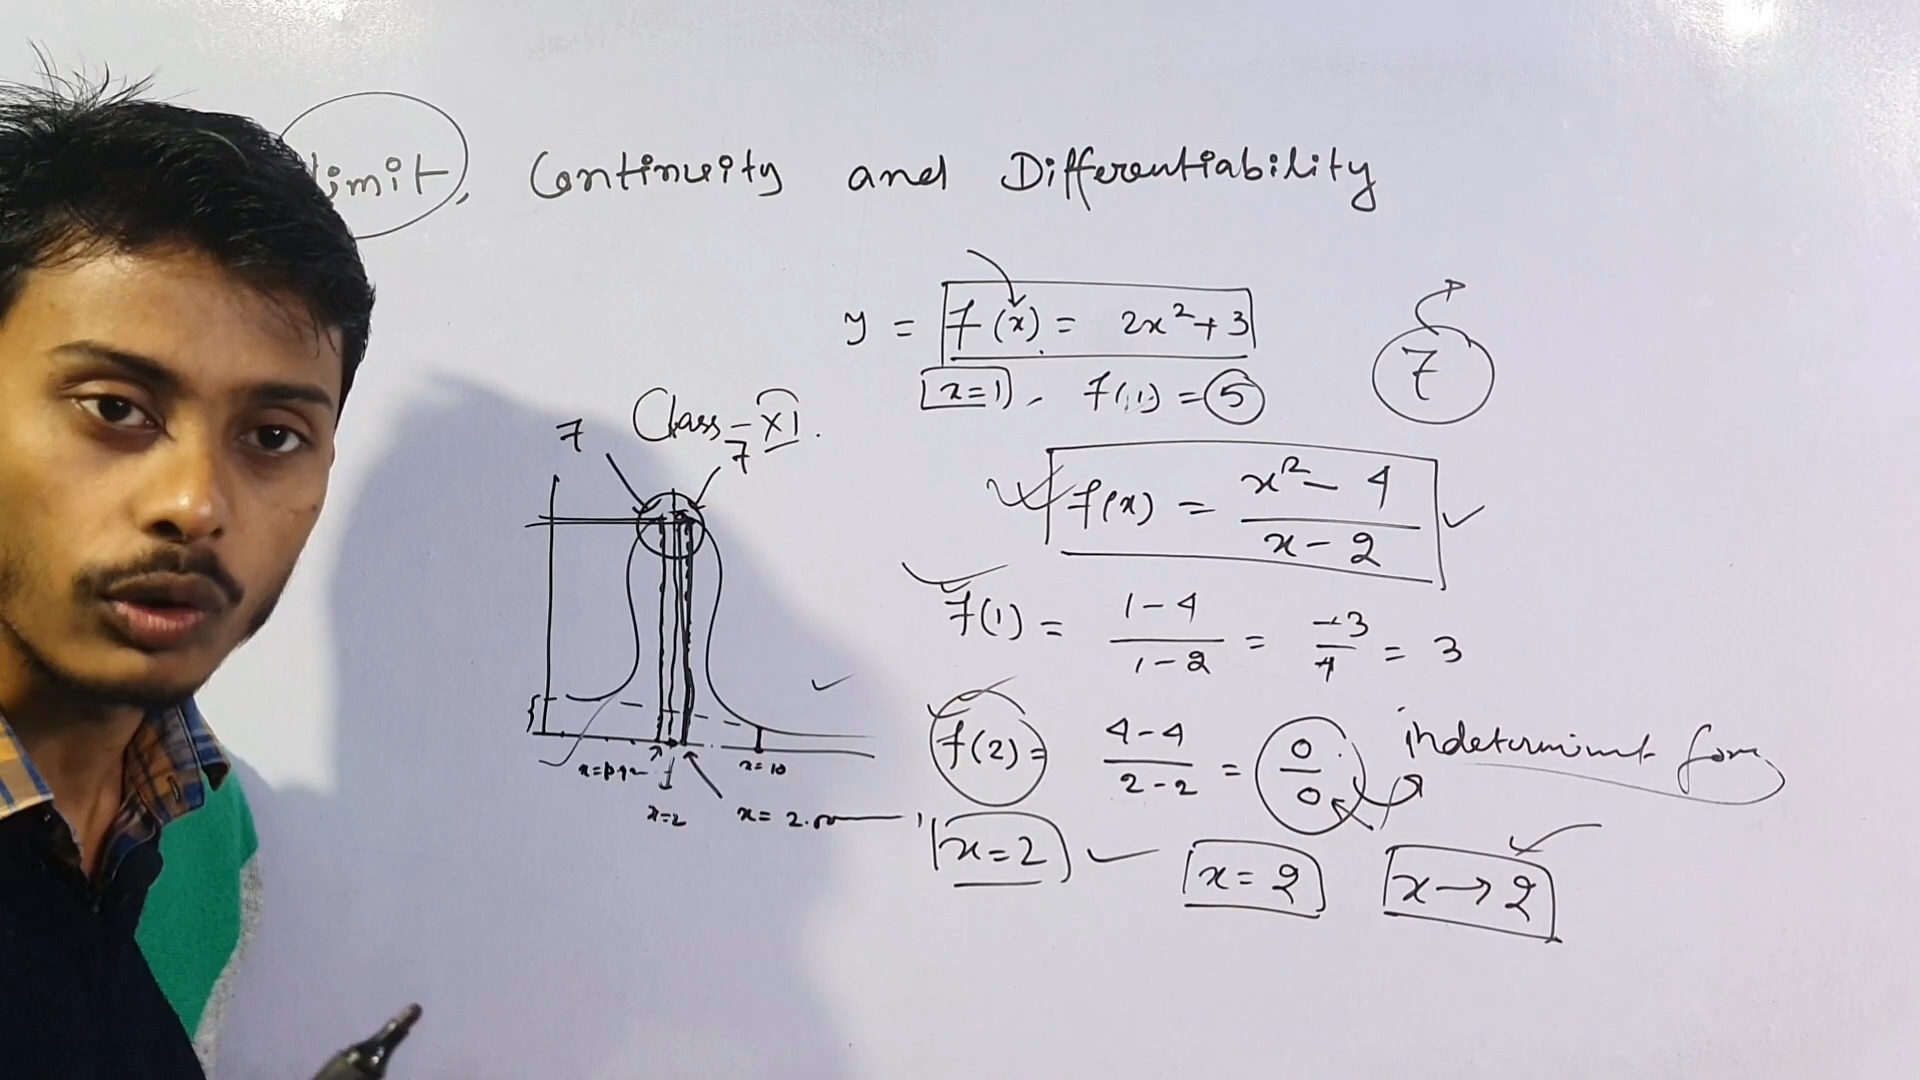 limit, Continuity and Differentiability
y = f(x) = 2x²+3
x=1, f(1) = 5
7
Class - XI.
7
7
f(x) = x²-4 / x-2
f(1) = 1-4 / 1-2 = -3 / -1 = 3
f(2) = 4-4 / 2-2 = 0 / 0 indeterminent form
x=10
x=2
x= 2.00
x=2
x=2
x→2